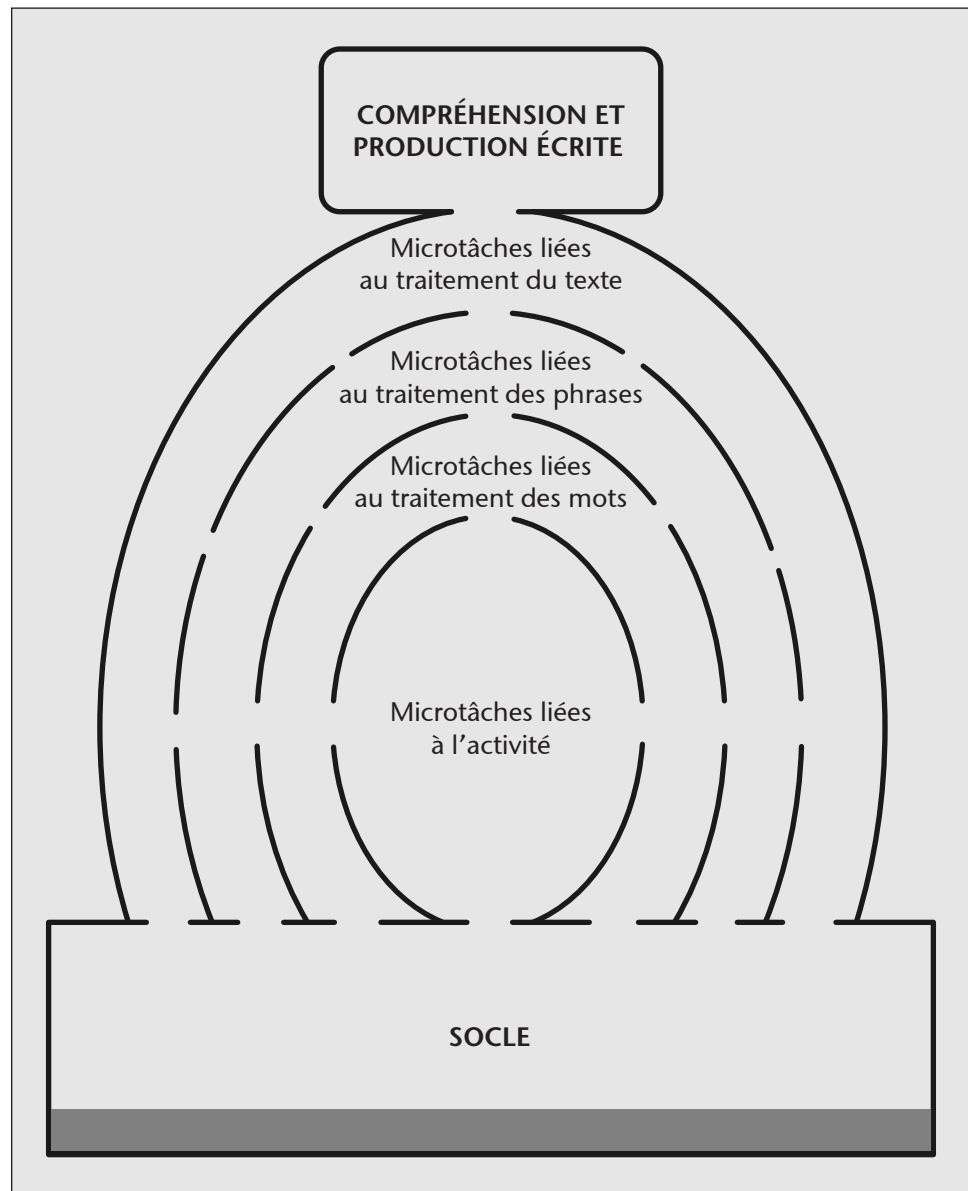 COMPRÉHENSION ET
PRODUCTION ÉCRITE
Microtâches liées
au traitement du texte
Microtâches liées
au traitement des phrases
Microtâches liées
au traitement des mots
Microtâches liées
à l’activité
SOCLE